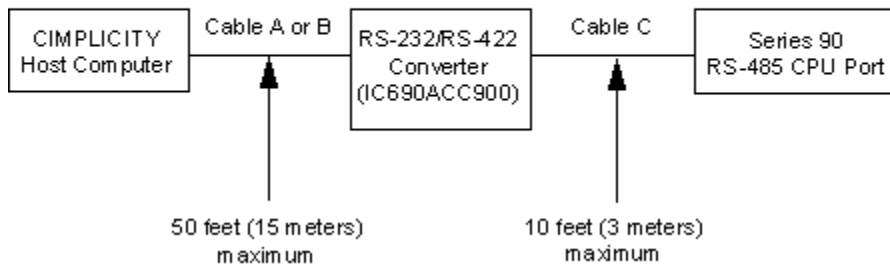 CIMPLICITY
Host Computer
Cable A or B
RS-232/RS-422
Converter
(IC690ACC900)
Cable C
Series 90
RS-485 CPU Port
50 feet (15 meters)
maximum
10 feet (3 meters)
maximum